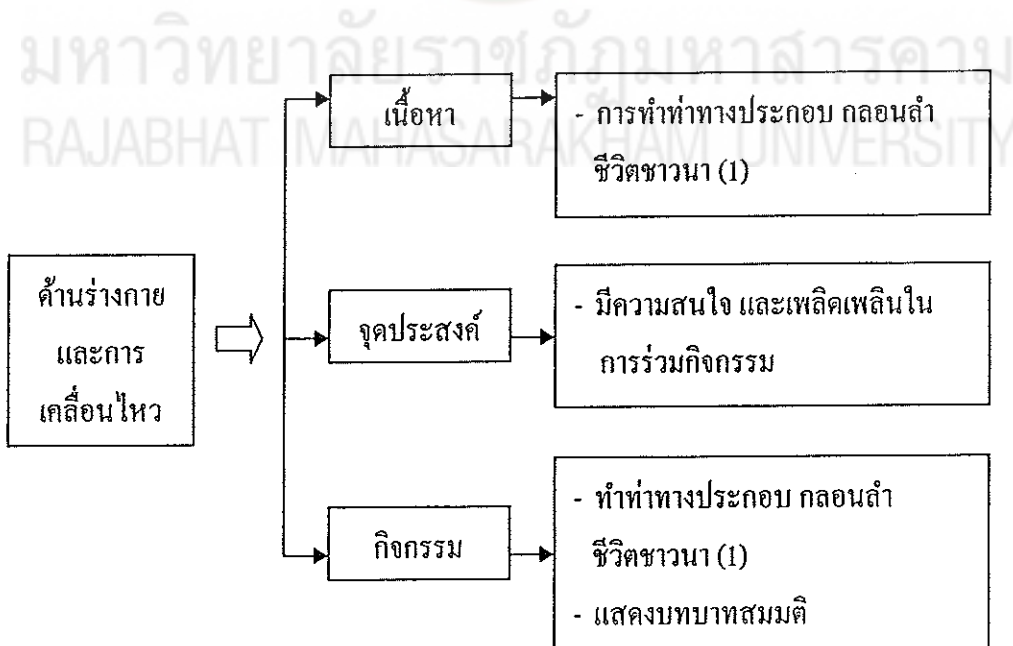 มหาวิทยาลัยราชภัฏมหาสารคาม
RAJABHAT MAHASARAKHAM UNIVERSITY
ด้านร่างกาย
และการ
เคลื่อนไหว
เนื้อหา
- การทำท่าทางประกอบ กลอนลำ
ชีวิตชาวนา (1)
จุดประสงค์
- มีความสนใจ และเพลิดเพลินใน
การร่วมกิจกรรม
กิจกรรม
- ทำท่าทางประกอบ กลอนลำ
ชีวิตชาวนา (1)
- แสดงบทบาทสมมติ